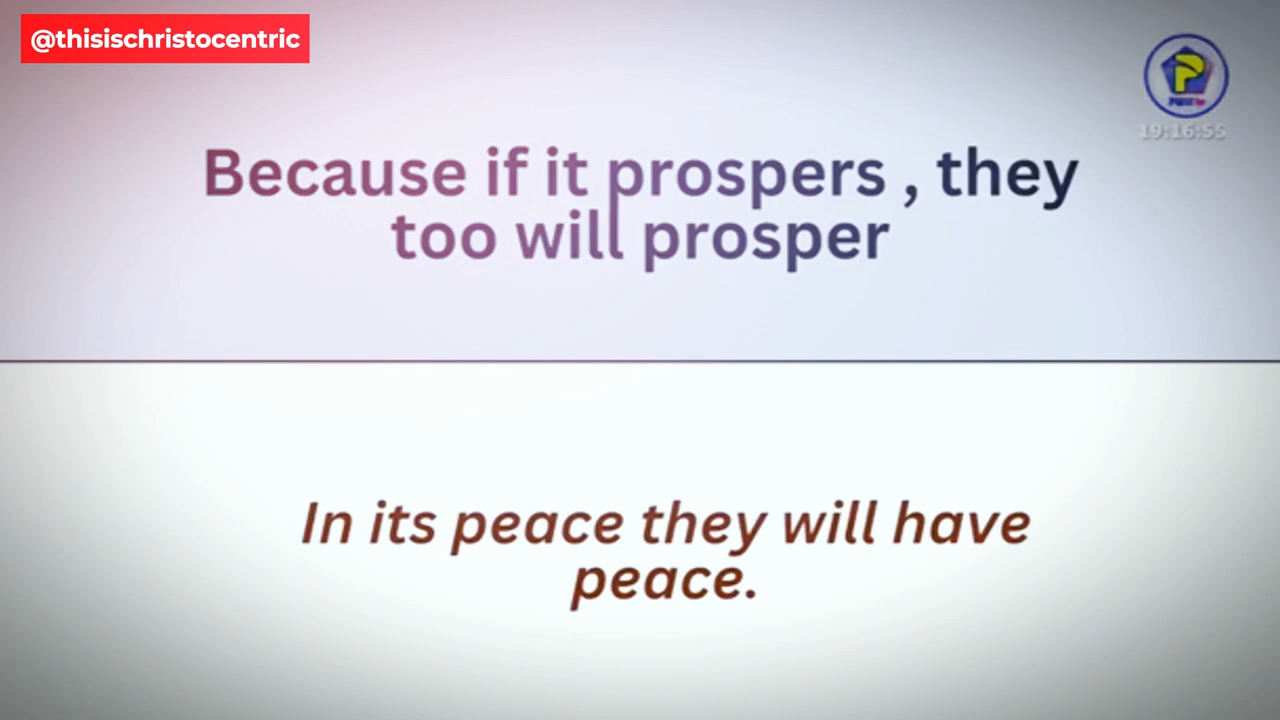 @thisischristocentric
19:16:55
Because if it prospers , they
too will prosper
In its peace they will have
peace.